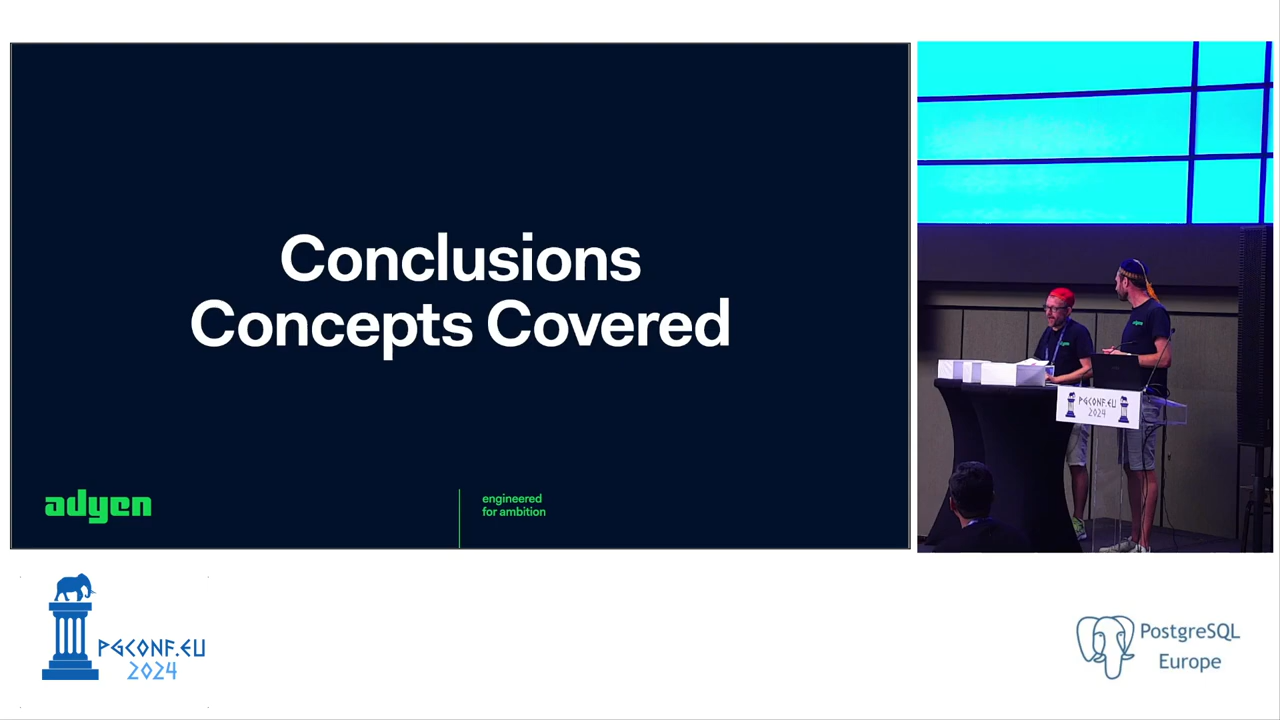 Conclusions
Concepts Covered
adyen
engineered
for ambition
PGCONF.EU
2024
PGCONF.EU
2024
PostgreSQL
Europe